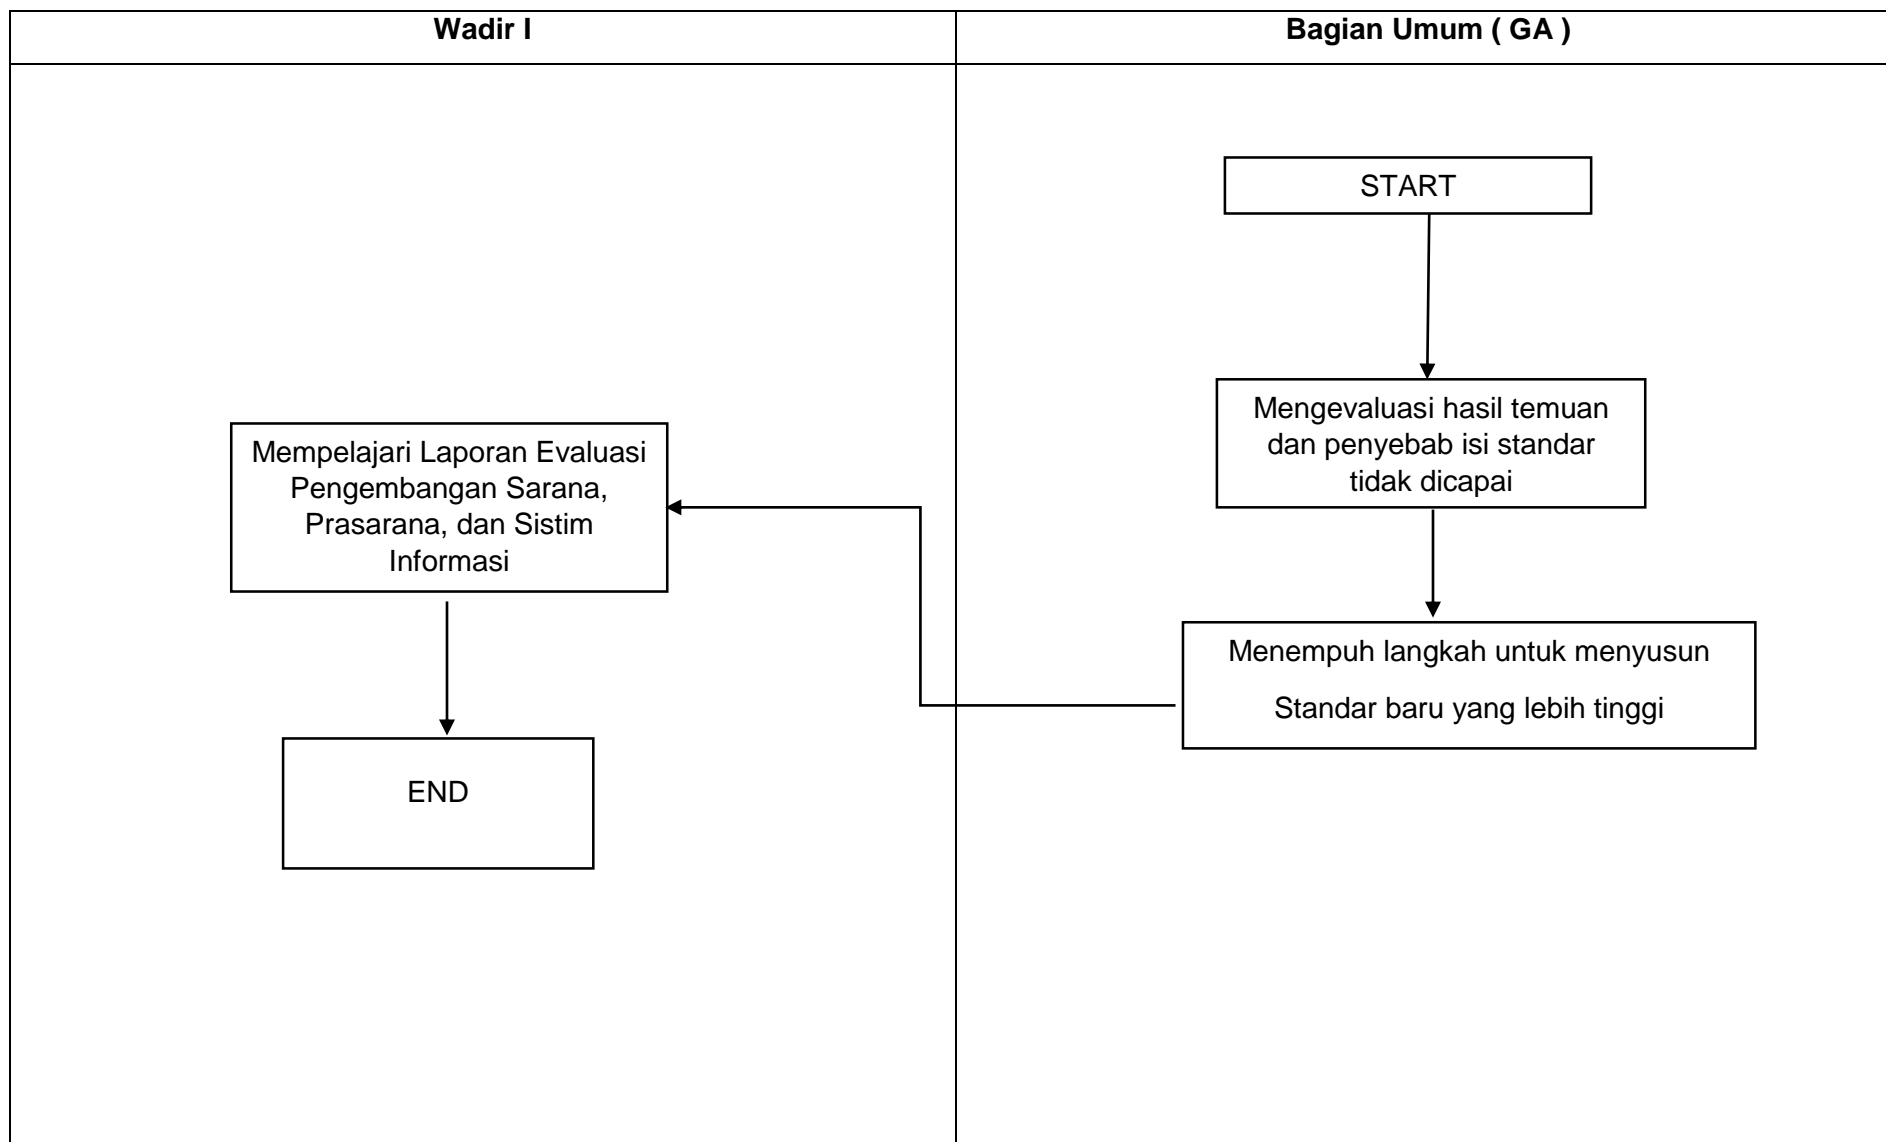 Wadir I
Bagian Umum ( GA )
START
Mengevaluasi hasil temuan
dan penyebab isi standar
tidak dicapai
Menempuh langkah untuk menyusun
Standar baru yang lebih tinggi
Mempelajari Laporan Evaluasi
Pengembangan Sarana,
Prasarana, dan Sistim
Informasi
END